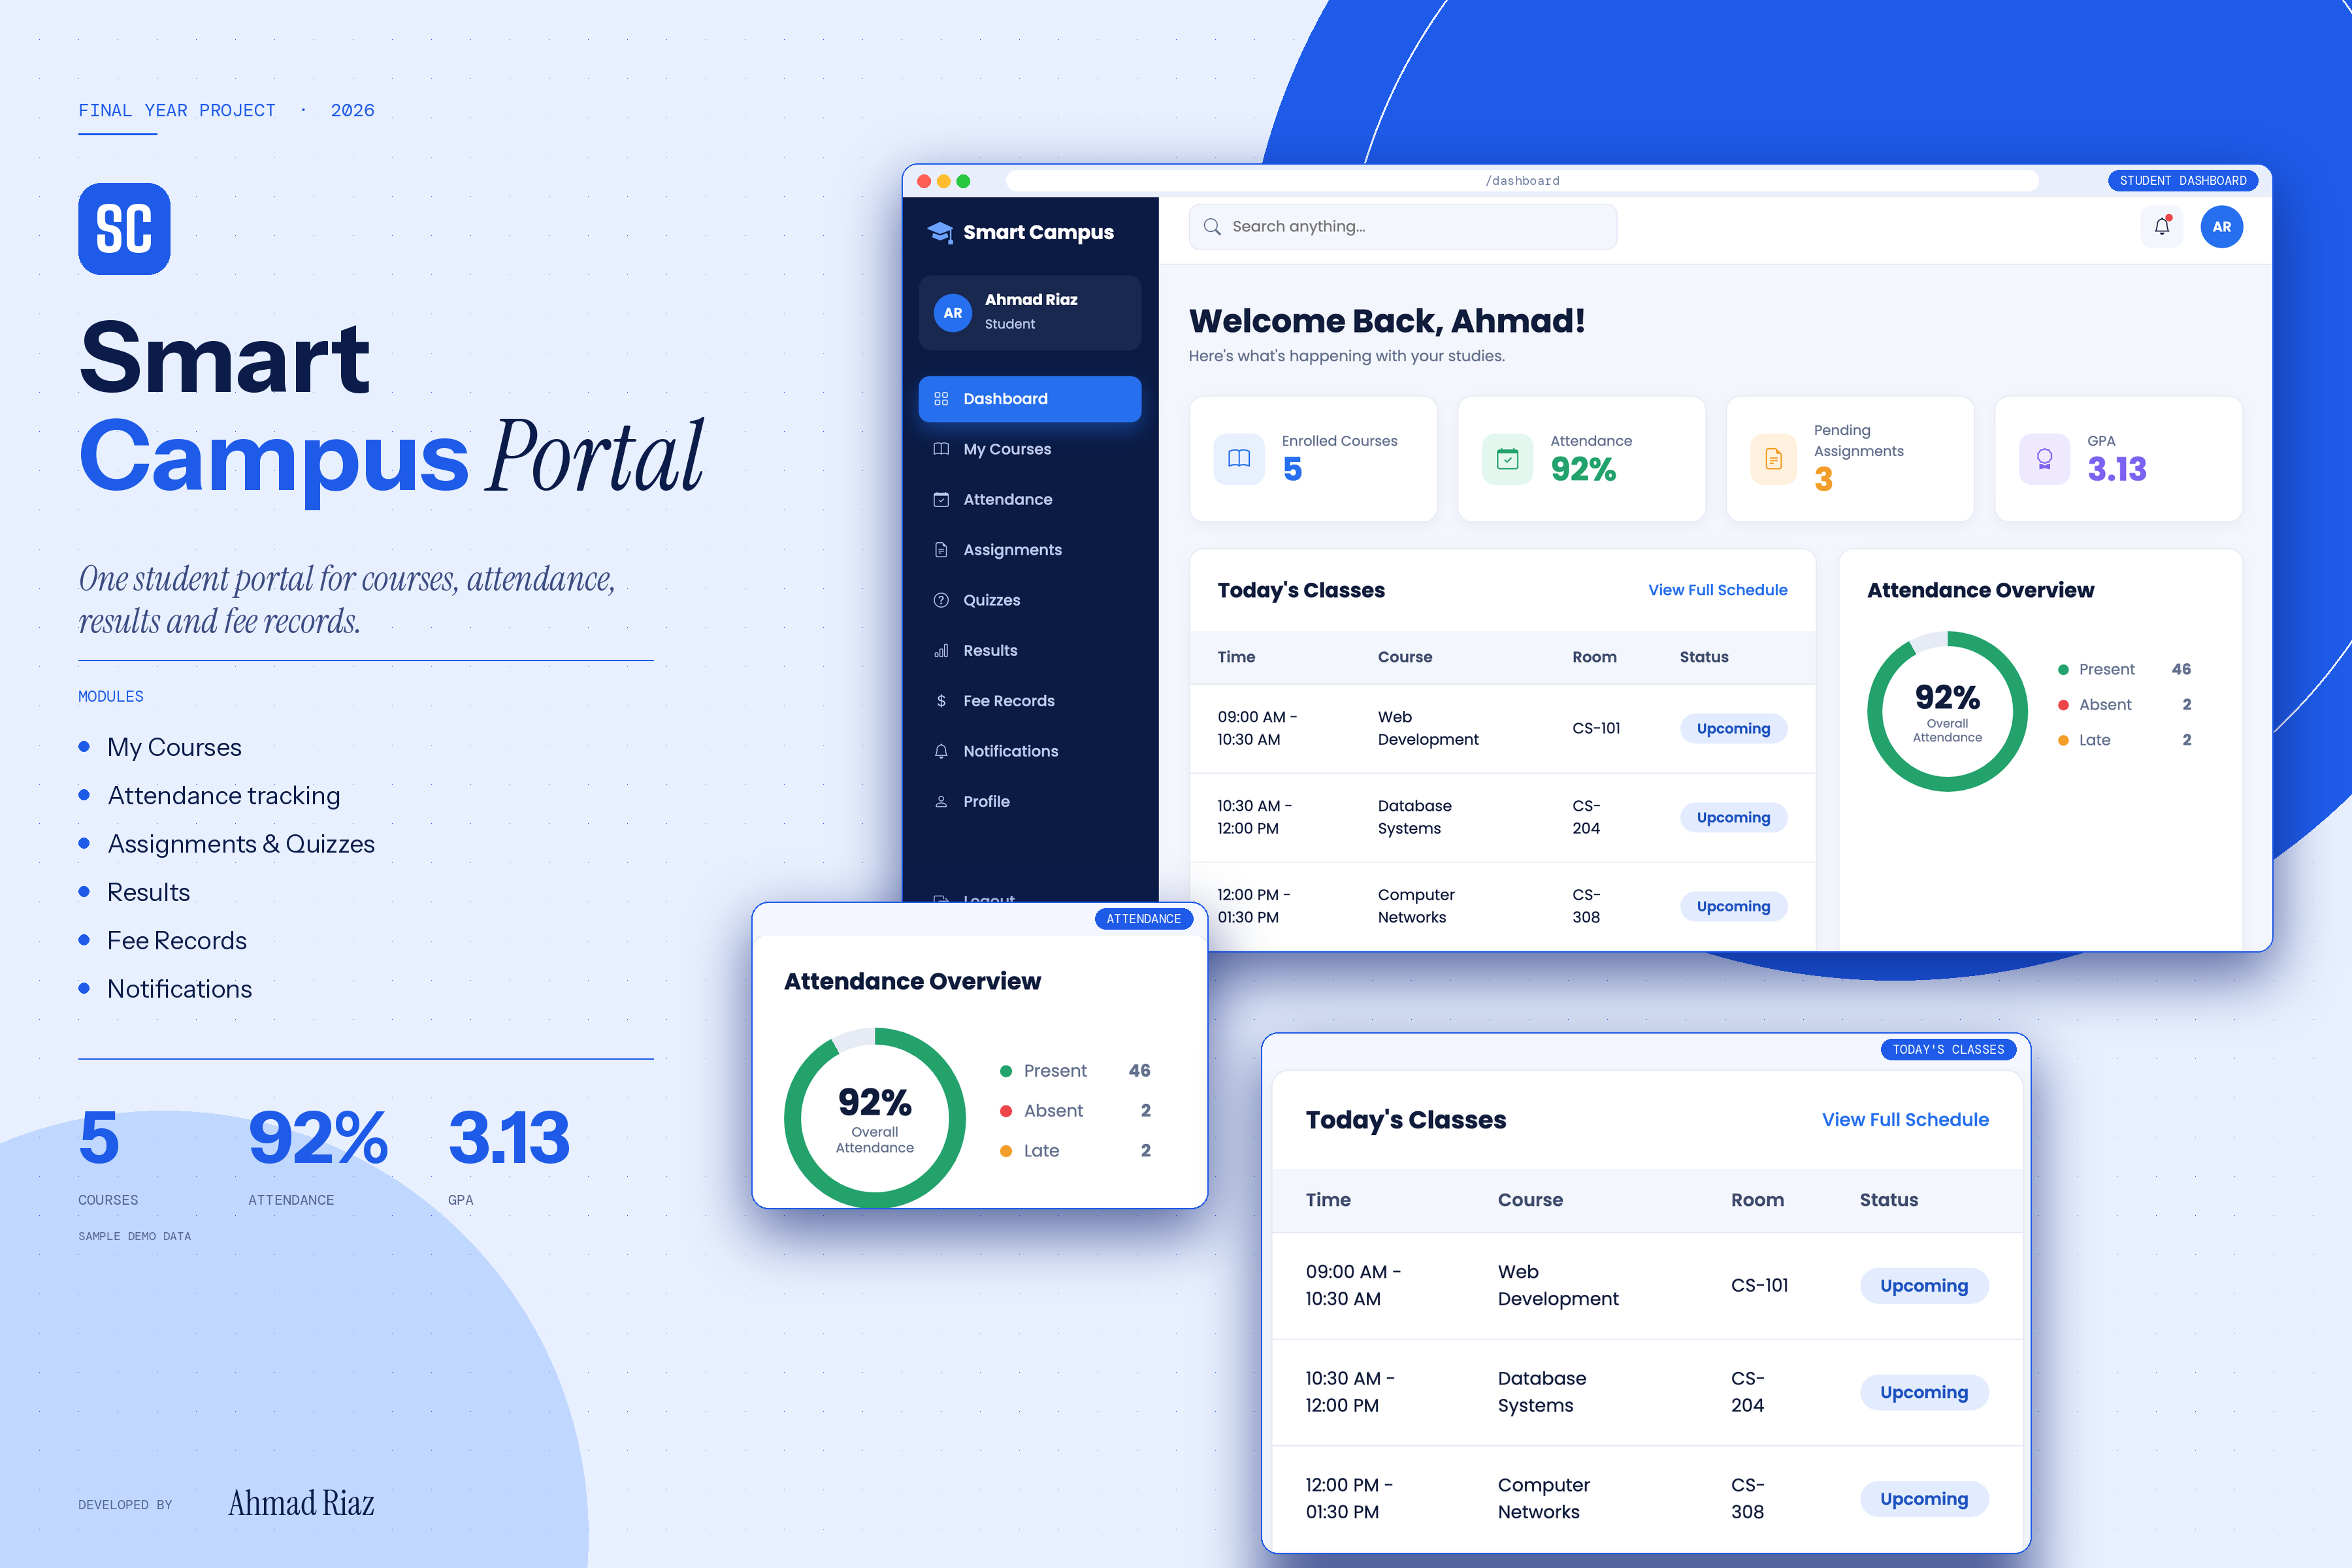 FINAL YEAR PROJECT · 2026
SC
Smart
Campus Portal
One student portal for courses, attendance,
results and fee records.
MODULES
My Courses
Attendance tracking
Assignments & Quizzes
Results
Fee Records
Notifications
5
COURSES
92%
ATTENDANCE
3.13
GPA
SAMPLE DEMO DATA
DEVELOPED BY Ahmad Riaz
/dashboard
STUDENT DASHBOARD
Smart Campus
AR
Ahmad Riaz
Student
Dashboard
My Courses
Attendance
Assignments
Quizzes
Results
Fee Records
Notifications
Profile
Logout
Search anything...
AR
Welcome Back, Ahmad!
Here's what's happening with your studies.
Enrolled Courses
5
Attendance
92%
Pending
Assignments
3
GPA
3.13
Today's Classes View Full Schedule
Time Course Room Status
09:00 AM - 
10:30 AM
Web
Development
CS-101
Upcoming
10:30 AM -
12:00 PM
Database
Systems
CS-
204
Upcoming
12:00 PM -
01:30 PM
Computer
Networks
CS-
308
Upcoming
Attendance Overview
92%
Overall
Attendance
Present 46
Absent 2
Late 2
ATTENDANCE
Attendance Overview
92%
Overall
Attendance
Present 46
Absent 2
Late 2
TODAY'S CLASSES
Today's Classes View Full Schedule
Time Course Room Status
09:00 AM -
10:30 AM
Web
Development
CS-101
Upcoming
10:30 AM -
12:00 PM
Database
Systems
CS-
204
Upcoming
12:00 PM -
01:30 PM
Computer
Networks
CS-
308
Upcoming